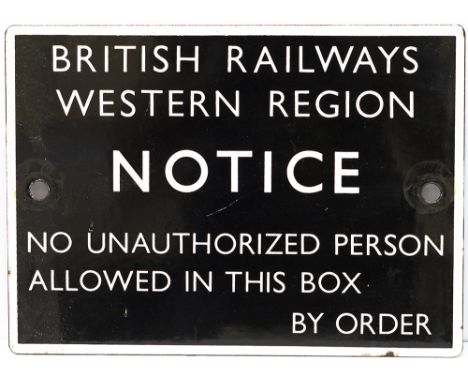 BRITISH RAILWAYS
WESTERN REGION
NOTICE
NO UNAUTHORIZED PERSON
ALLOWED IN THIS BOX
BY ORDER